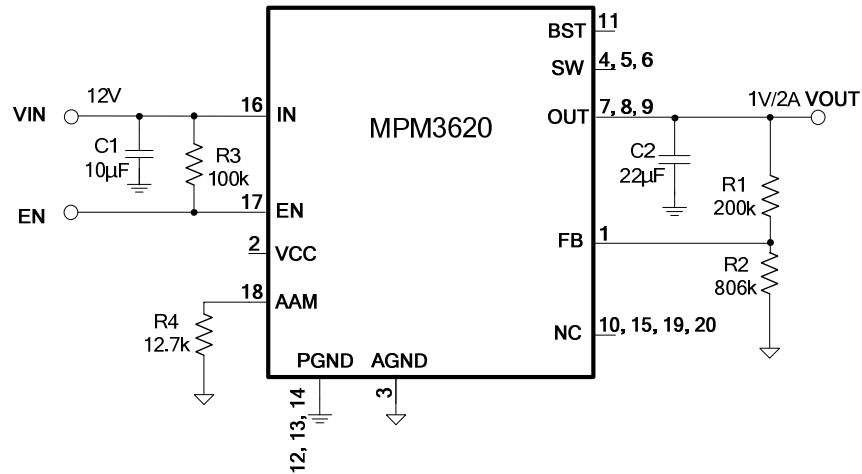 11
BST
4, 5, 6
SW
12V
1V/2A VOUT
VIN
16
IN
MPM3620
OUT
7, 8, 9
C1
10µF
R3
100k
C2
22µF
R1
200k
EN
17
EN
FB
1
2
VCC
R2
806k
18
AAM
R4
12.7k
NC
10, 15, 19, 20
PGND
AGND
12, 13, 14
3